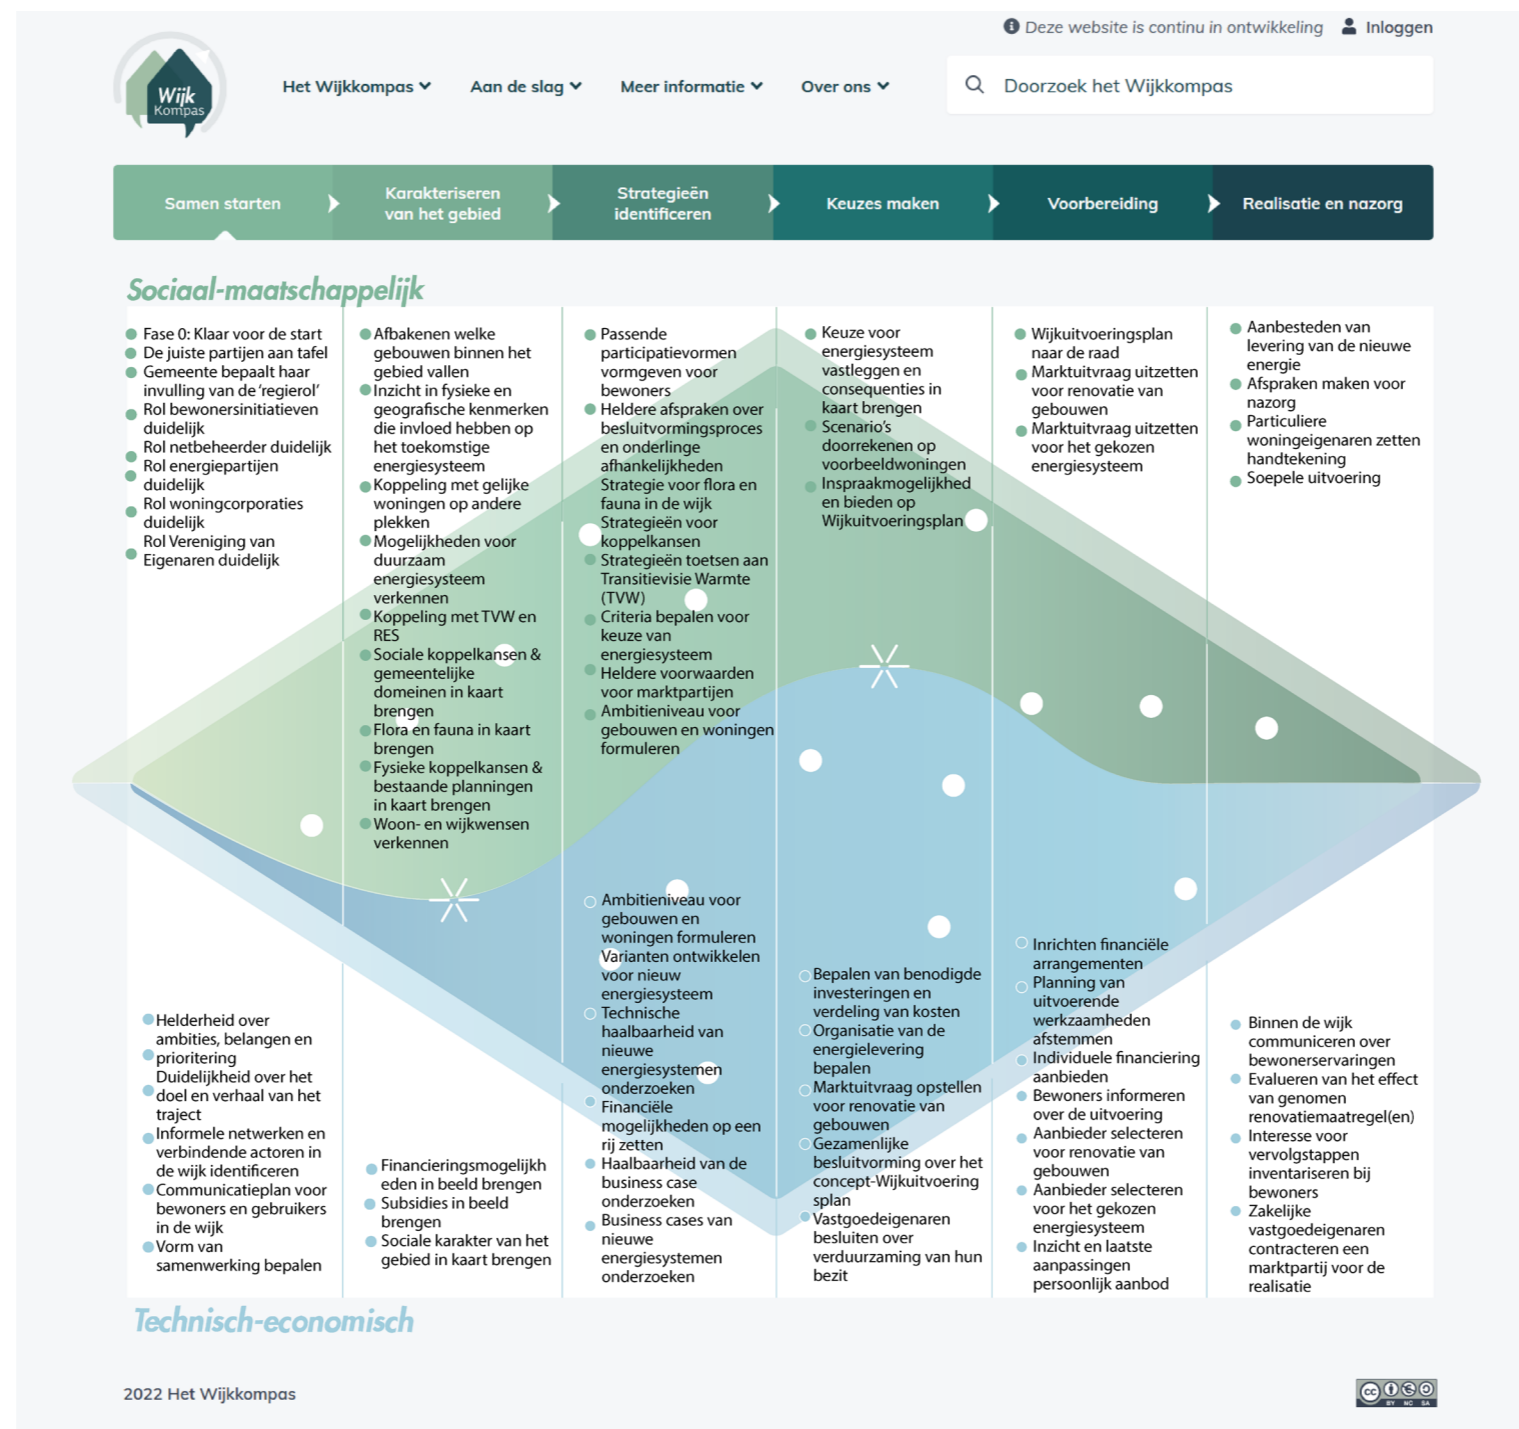 Deze website is continu in ontwikkeling
Inloggen
Wijk
Kompas
Het Wijkkompas
Aan de slag
Meer informatie
Over ons
Doorzoek het Wijkkompas
Samen starten
Karakteriseren
van het gebied
Strategieën
identificeren
Keuzes maken
Voorbereiding
Realisatie en nazorg
Sociaal-maatschappelijk
Fase 0: Klaar voor de start
De juiste partijen aan tafel
Gemeente bepaalt haar
invulling van de 'regierol'
Rol bewonersinitiatieven
duidelijk
Rol netbeheerder duidelijk
Rol energiepartijen
duidelijk
Rol woningcorporaties
duidelijk
Rol Vereniging van
Eigenaren duidelijk
Afbakenen welke
gebouwen binnen het
gebied vallen
Inzicht in fysieke en
geografische kenmerken
die invloed hebben op
het toekomstige
energiesysteem
Koppeling met gelijke
woningen op andere
plekken
Mogelijkheden voor
duurzaam
energiesysteem
verkennen
Koppeling met TVW en
RES
Sociale koppelkansen &
gemeentelijke
domeinen in kaart
brengen
Flora en fauna in kaart
brengen
Fysieke koppelkansen &
bestaande planningen
in kaart brengen
Woon- en wijkwensen
verkennen
Passende
participatievormen
vormgeven voor
bewoners
Heldere afspraken over
besluitvormingsproces
en onderlinge
afhankelijkheden
Strategie voor flora en
fauna in de wijk
Strategieën voor
koppelkansen
Strategieën toetsen aan
Transitievisie Warmte
(TVW)
Criteria bepalen voor
keuze van
energiesysteem
Heldere voorwaarden
voor marktpartijen
Ambitieniveau voor
gebouwen en woningen
formuleren
Keuze voor
energiesysteem
vastleggen en
consequenties in
kaart brengen
Scenario's
doorrekenen op
voorbeeldwoningen
Inspraakmogelijkhed
en bieden op
Wijkuitvoeringsplan
Wijkuitvoeringsplan
naar de raad
Marktuitvraag uitzetten
voor renovatie van
gebouwen
Marktuitvraag uitzetten
voor het gekozen
energiesysteem
Aanbesteden van
levering van de nieuwe
energie
Afspraken maken voor
nazorg
Particuliere
woningeigenaren zetten
handtekening
Soepele uitvoering
Helderheid over
ambities, belangen en
prioritering
Duidelijkheid over het
doel en verhaal van het
traject
Informele netwerken en
verbindende actoren in
de wijk identificeren
Communicatieplan voor
bewoners en gebruikers
in de wijk
Vorm van
samenwerking bepalen
Financieringsmogelijkh
eden in beeld brengen
Subsidies in beeld
brengen
Sociale karakter van het
gebied in kaart brengen
Ambitieniveau voor
gebouwen en
woningen formuleren
Varianten ontwikkelen
voor nieuw
energiesysteem
Technische
haalbaarheid van
nieuwe
energiesystemen
onderzoeken
Financiële
mogelijkheden op een
rij zetten
Haalbaarheid van de
business case
onderzoeken
Business cases van
nieuwe
energiesystemen
onderzoeken
Bepalen van benodigde
investeringen en
verdeling van kosten
Organisatie van de
energielevering
bepalen
Marktuitvraag opstellen
voor renovatie van
gebouwen
Gezamenlijke
besluitvorming over het
concept-Wijkuitvoering
splan
Vastgoedeigenaren
besluiten over
verduurzaming van hun
bezit
Inrichten financiële
arrangementen
Planning van
uitvoerende
werkzaamheden
afstemmen
Individuele financiering
aanbieden
Bewoners informeren
over de uitvoering
Aanbieder selecteren
voor renovatie van
gebouwen
Aanbieder selecteren
voor het gekozen
energiesysteem
Inzicht en laatste
aanpassingen
persoonlijk aanbod
Binnen de wijk
communiceren over
bewonerservaringen
Evalueren van het effect
van genomen
renovatiemaatregel(en)
Interesse voor
vervolgstappen
inventariseren bij
bewoners
Zakelijke
vastgoedeigenaren
contracteren een
marktpartij voor de
realisatie
Technisch-economisch
2022 Het Wijkkompas
cc BY NC SA